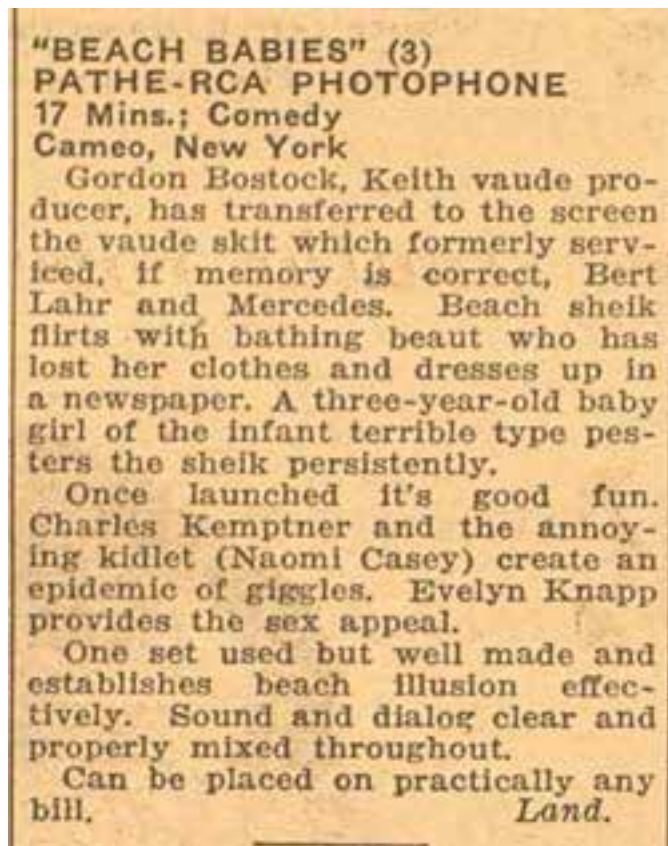 "BEACH BABIES" (3)
PATHE-RCA PHOTOPHONE
17 Mins.; Comedy
Cameo, New York
Gordon Bostock, Keith vaude pro-
ducer, has transferred to the screen
the vaude skit which formerly serv-
iced, if memory is correct, Bert
Lahr and Mercedes. Beach sheik
flirts with bathing beaut who has
lost her clothes and dresses up in
a newspaper. A three-year-old baby
girl of the infant terrible type pes-
ters the sheik persistently.
Once launched it's good fun.
Charles Kemptner and the annoy-
ing kidlet (Naomi Casey) create an
epidemic of giggles. Evelyn Knapp
provides the sex appeal.
One set used but well made and
establishes beach illusion effec-
tively. Sound and dialog clear and
properly mixed throughout.
Can be placed on practically any
bill. Land.